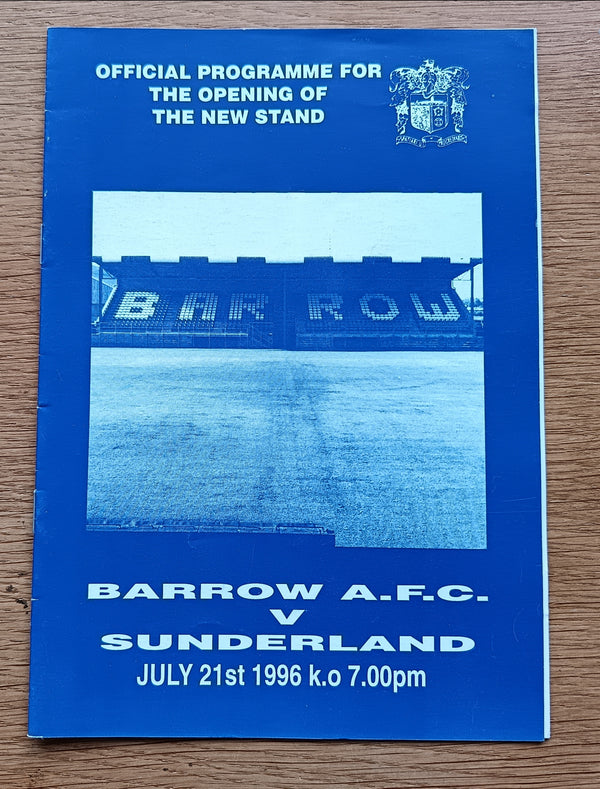 OFFICIAL PROGRAMME FOR
THE OPENING OF
THE NEW STAND
BARROW
BARROW A.F.C.
V
SUNDERLAND
JULY 21st 1996 k.o 7.00pm